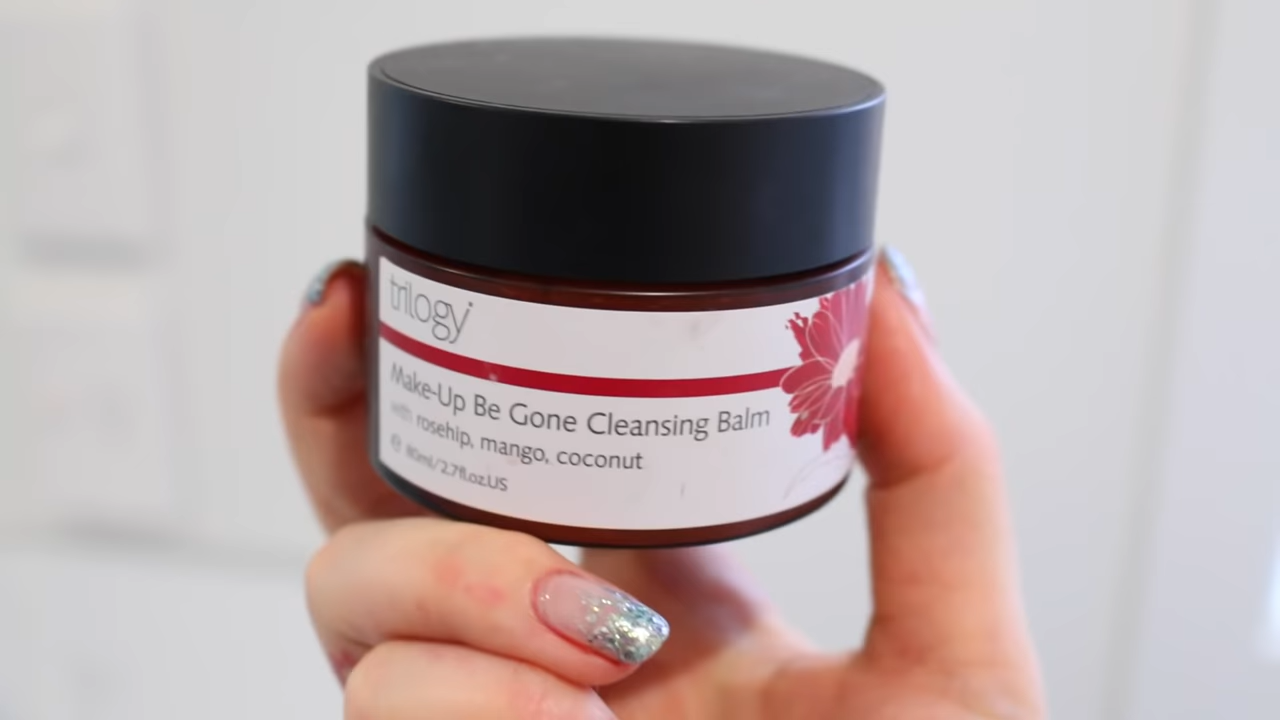 trilogy
Make-Up Be Gone Cleansing Balm
with rosehip, mango, coconut
℮ 80ml/2.7fl.oz.US